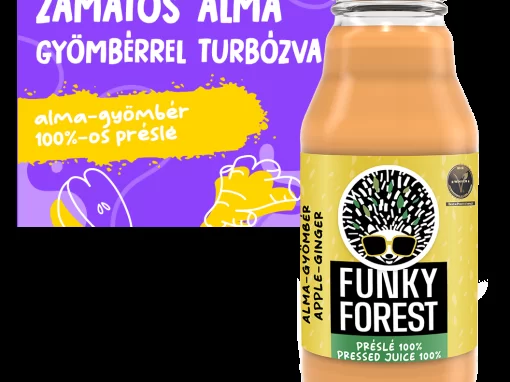 ZAMATOS ALMA
GYÖMBÉRREL TURBÓZVA
alma-gyömbér
100%-os préslé
ALMA-GYÖMBÉR
APPLE-GINGER
FUNKY
FOREST
PRÉSLÉ 100%
PRESSED JUICE 100%